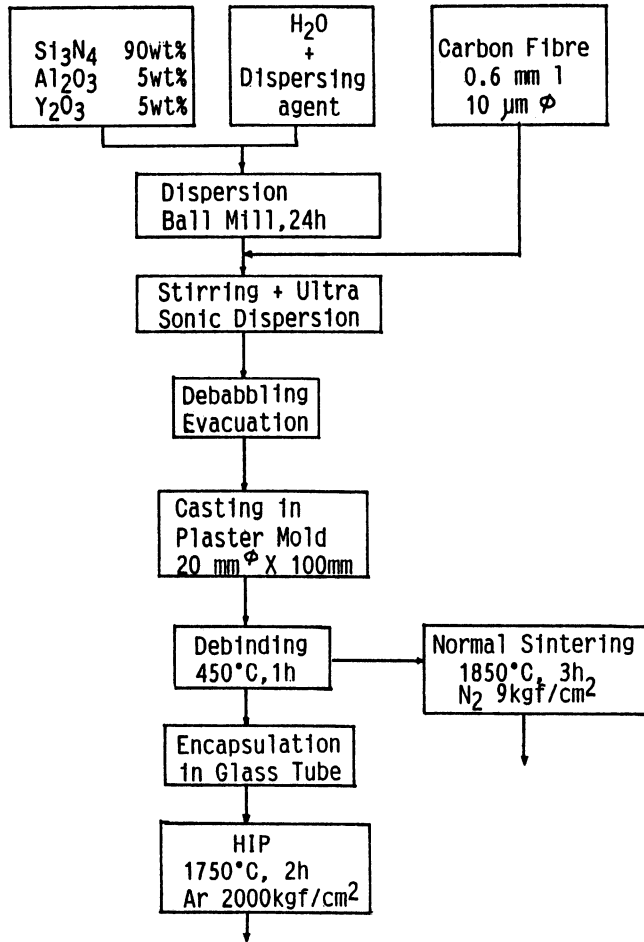 Si3N4 90wt%
Al2O3 5wt%
Y2O3 5wt%
H2O
+
Dispersing
agent
Carbon Fibre
0.6 mm l
10 µm ϕ
Dispersion
Ball Mill,24h
Stirring + Ultra
Sonic Dispersion
Debabbling
Evacuation
Casting in
Plaster Mold
20 mmϕ X 100mm
Debinding
450°C,1h
Normal Sintering
1850°C, 3h
N2 9kgf/cm2
Encapsulation
in Glass Tube
HIP
1750°C, 2h
Ar 2000kgf/cm2